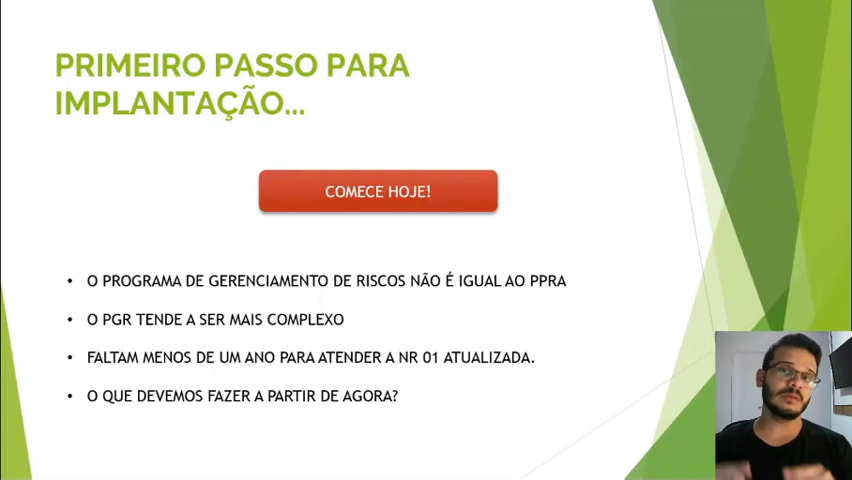 PRIMEIRO PASSO PARA
IMPLANTAÇÃO...
COMECE HOJE!
• O PROGRAMA DE GERENCIAMENTO DE RISCOS NÃO É IGUAL AO PPRA
• O PGR TENDE A SER MAIS COMPLEXO
• FALTAM MENOS DE UM ANO PARA ATENDER A NR 01 ATUALIZADA.
• O QUE DEVEMOS FAZER A PARTIR DE AGORA?